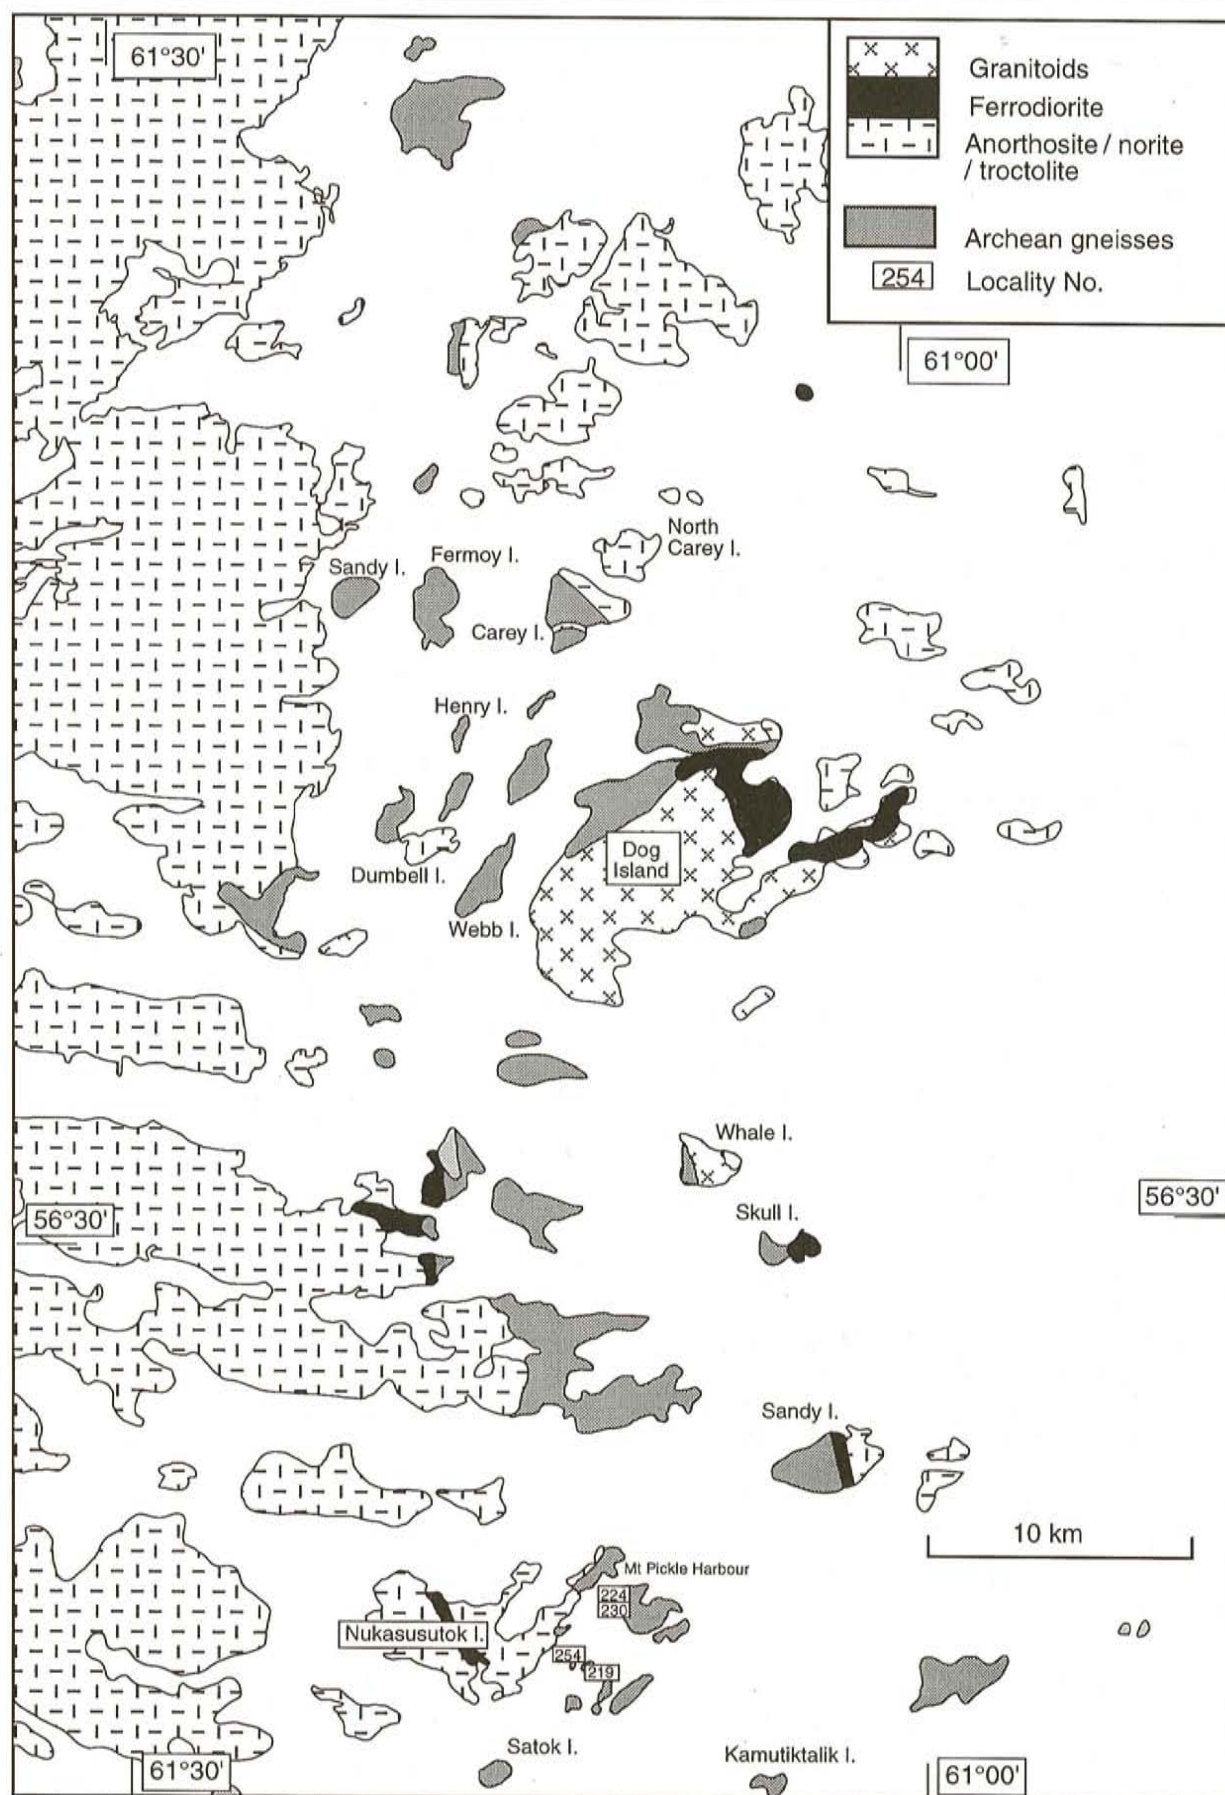 61°30'
Granitoids
Ferrodiorite
Anorthosite / norite
/ troctolite
Archean gneisses
254
Locality No.
61°00'
North
Carey I.
Fermoy I.
Sandy I.
Carey I.
Henry I.
Dog
Island
Dumbell I.
Webb I.
Whale I.
56°30'
56°30'
Skull I.
Sandy I.
10 km
Mt Pickle Harbour
224
230
Nukasusutok I.
254
219
Satok I.
Kamutiktalik I.
61°30'
61°00'